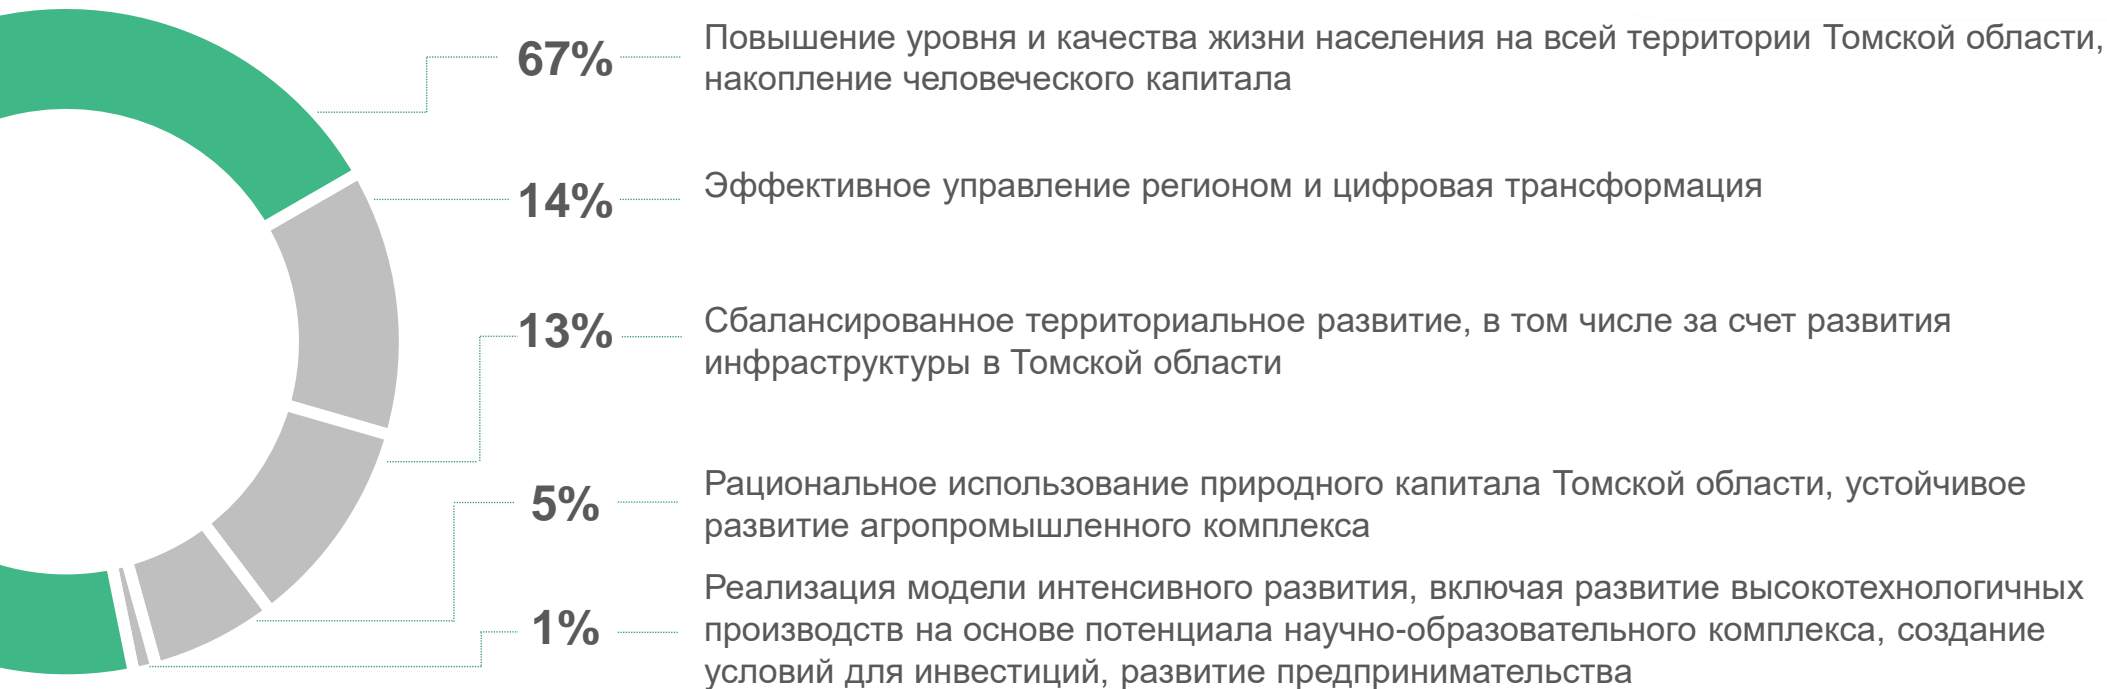 67%
Повышение уровня и качества жизни населения на всей территории Томской области,
накопление человеческого капитала
14%
Эффективное управление регионом и цифровая трансформация
13%
Сбалансированное территориальное развитие, в том числе за счет развития
инфраструктуры в Томской области
5%
Рациональное использование природного капитала Томской области, устойчивое
развитие агропромышленного комплекса
1%
Реализация модели интенсивного развития, включая развитие высокотехнологичных
производств на основе потенциала научно-образовательного комплекса, создание
условий для инвестиций, развитие предпринимательства